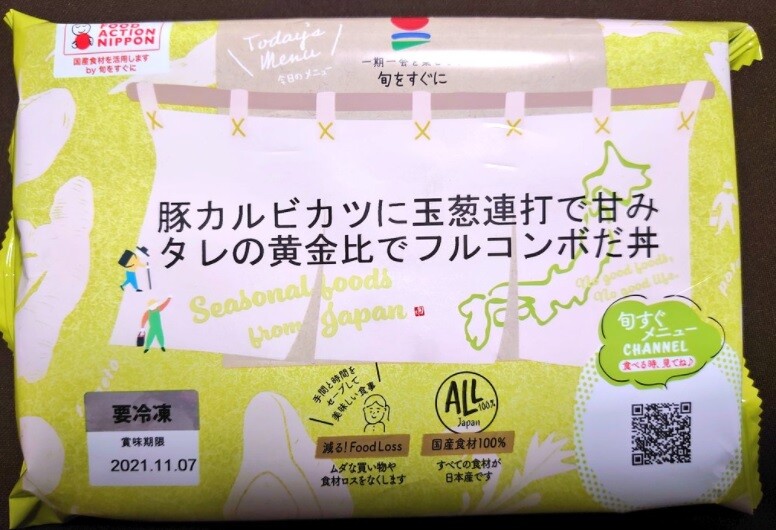 FOOD
ACTION
NIPPON
国産食材を活用します
by 旬をすぐに
Today's
Menu
今日のメニュー
旬をすぐに
豚カルビカツに玉葱連打で甘み
タレの黄金比でフルコンボだ丼
Seasonal foods
from Japan
No good foods,
No good life.
旬すぐ
メニュー
CHANNEL
食べる時、見てね♪
要冷凍
賞味期限
2021.11.07
手間と時間を
セーブして
美味しい食事
減る!Food Loss
ムダな買い物や
食材ロスをなくします
ALL
100%
Japan
国産食材100%
すべての食材が
日本産です